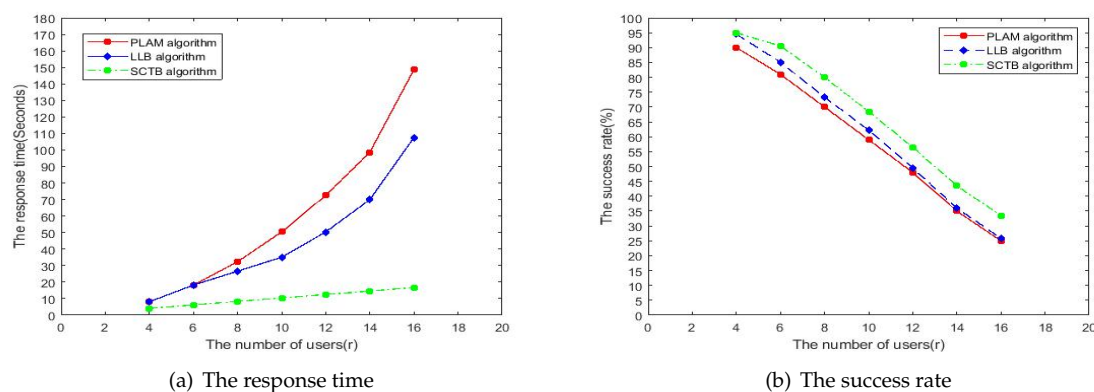 180
170
160
150
140
130
120
110
100
90
80
70
60
50
40
30
20
10
0
The response time(Seconds)
PLAM algorithm
LLB algorithm
SCTB algorithm
0 2 4 6 8 10 12 14 16 18 20
The number of users(r)
(a) The response time
100
95
90
85
80
75
70
65
60
55
50
45
40
35
30
25
20
15
10
5
0
The success rate(%)
PLAM algorithm
LLB algorithm
SCTB algorithm
0 2 4 6 8 10 12 14 16 18 20
The number of users(r)
(b) The success rate